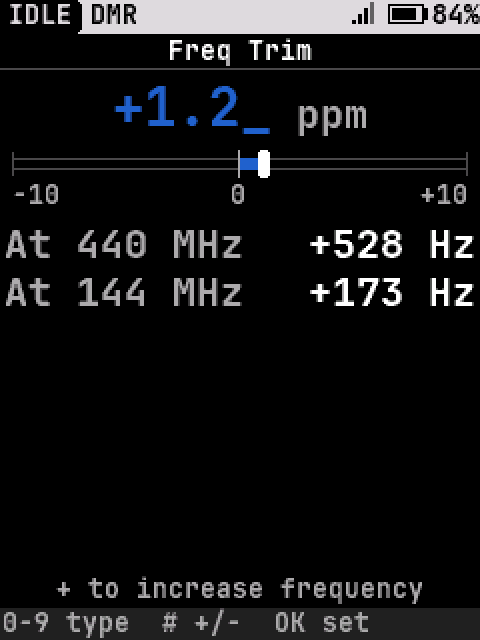 IDLE DMR 84%
Freq Trim
+1.2_ ppm
-10 0 +10
At 440 MHz +528 Hz
At 144 MHz +173 Hz
+ to increase frequency
0-9 type # +/- OK set